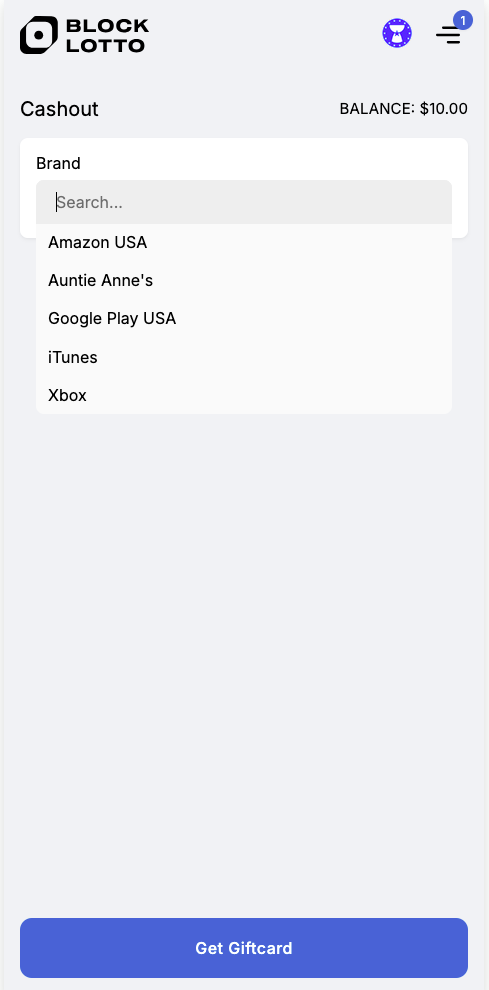 BLOCK
LOTTO
1
Cashout
BALANCE: $10.00
Brand
Search...
Amazon USA
Auntie Anne's
Google Play USA
iTunes
Xbox
Get Giftcard